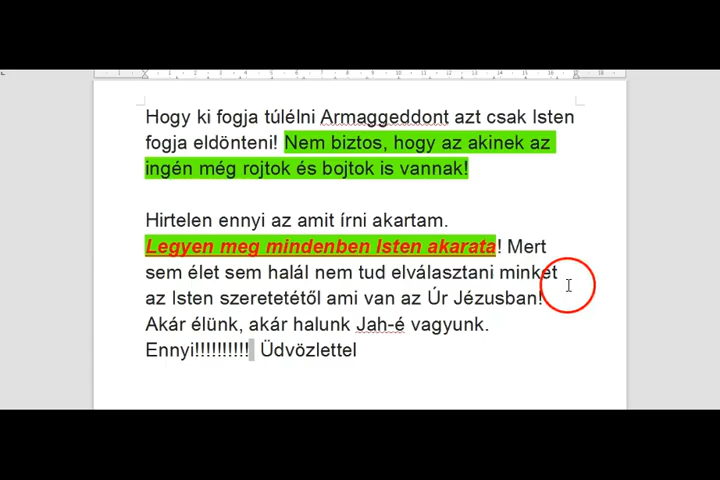 Hogy ki fogja túlélni Armaggeddont azt csak Isten
fogja eldönteni! Nem biztos, hogy az akinek az
ingén még rojtok és bojtok is vannak!
Hirtelen ennyi az amit írni akartam.
Legyen meg mindenben Isten akarata! Mert
sem élet sem halál nem tud elválasztani minket
az Isten szeretetétől ami van az Úr Jézusban!
Akár élünk, akár halunk Jah-é vagyunk.
Ennyi!!!!!!!!!! Üdvözlettel